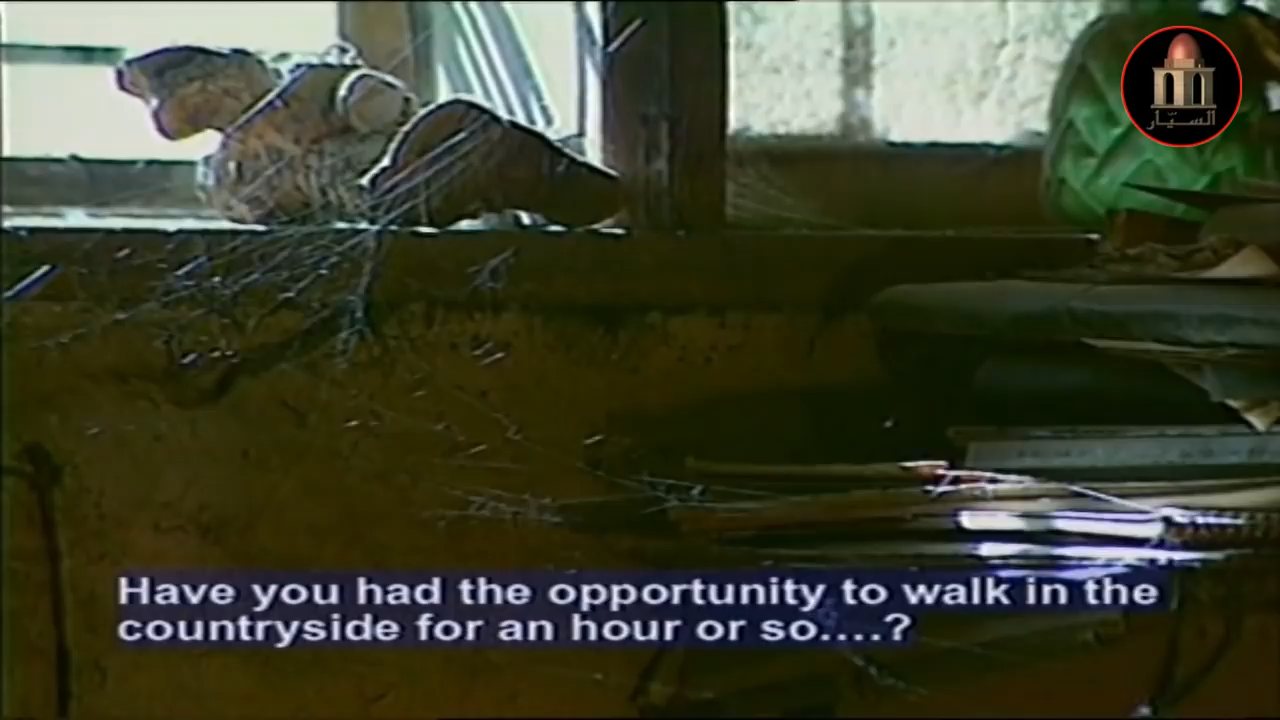 السيّار
Have you had the opportunity to walk in the
countryside for an hour or so....?